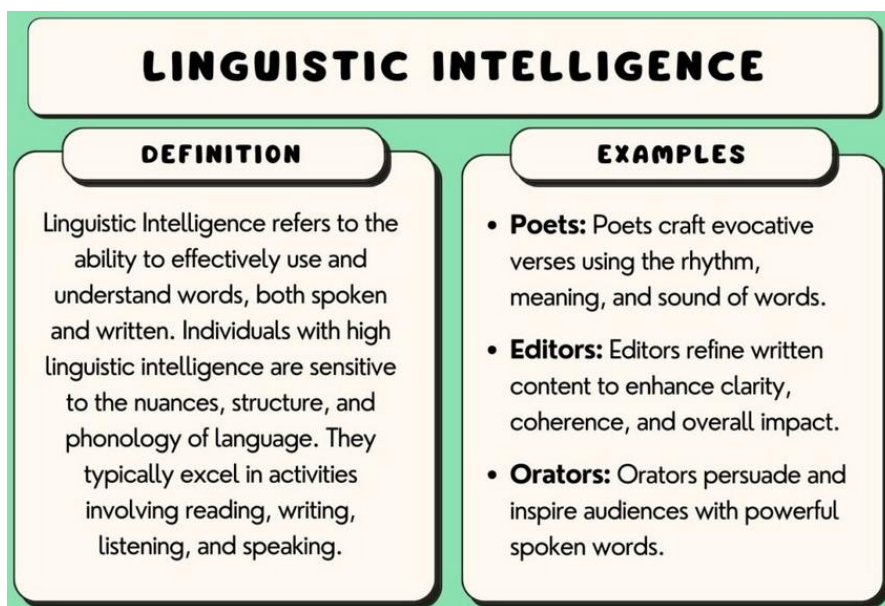 LINGUISTIC INTELLIGENCE
DEFINITION
Linguistic Intelligence refers to the
ability to effectively use and
understand words, both spoken
and written. Individuals with high
linguistic intelligence are sensitive
to the nuances, structure, and
phonology of language. They
typically excel in activities
involving reading, writing,
listening, and speaking.
EXAMPLES
• Poets: Poets craft evocative
verses using the rhythm,
meaning, and sound of words.
• Editors: Editors refine written
content to enhance clarity,
coherence, and overall impact.
• Orators: Orators persuade and
inspire audiences with powerful
spoken words.